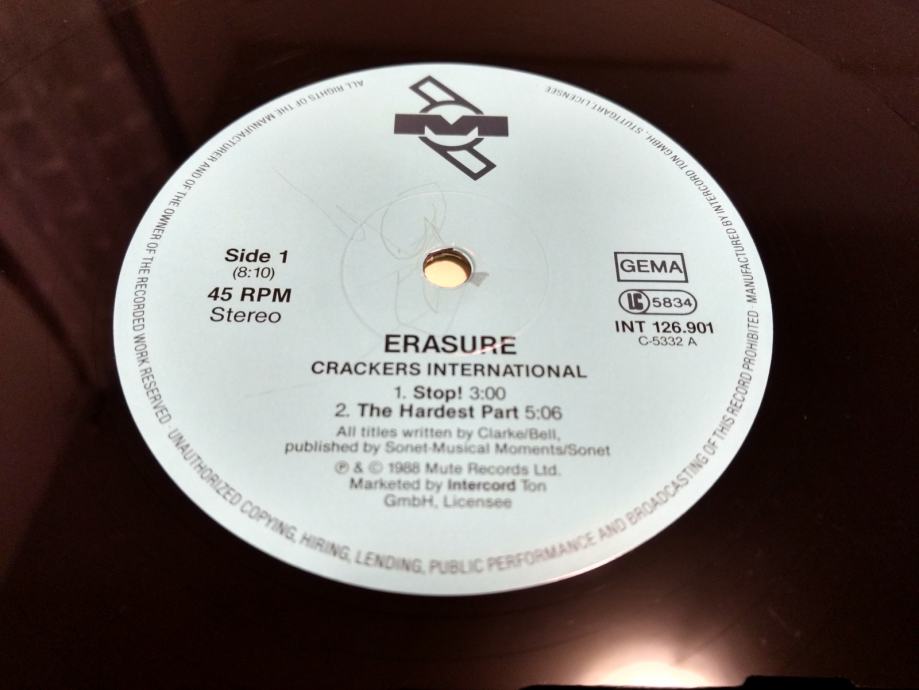 M
Side 1
(8:10)
45 RPM
Stereo
GEMA
LC 5834
INT 126.901
C-5332 A
ERASURE
CRACKERS INTERNATIONAL
1. Stop! 3:00
2. The Hardest Part 5:06
All titles written by Clarke/Bell,
published by Sonet-Musical Moments/Sonet
℗ & © 1988 Mute Records Ltd.
Marketed by Intercord Ton
GmbH, Licensee
ALL RIGHTS OF THE MANUFACTURER AND OF THE OWNER OF THE RECORDED WORK RESERVED · UNAUTHORIZED COPYING, HIRING, LENDING, PUBLIC PERFORMANCE AND BROADCASTING OF THIS RECORD PROHIBITED · MANUFACTURED BY INTERCORD TON GMBH., STUTTGART, LICENSEE